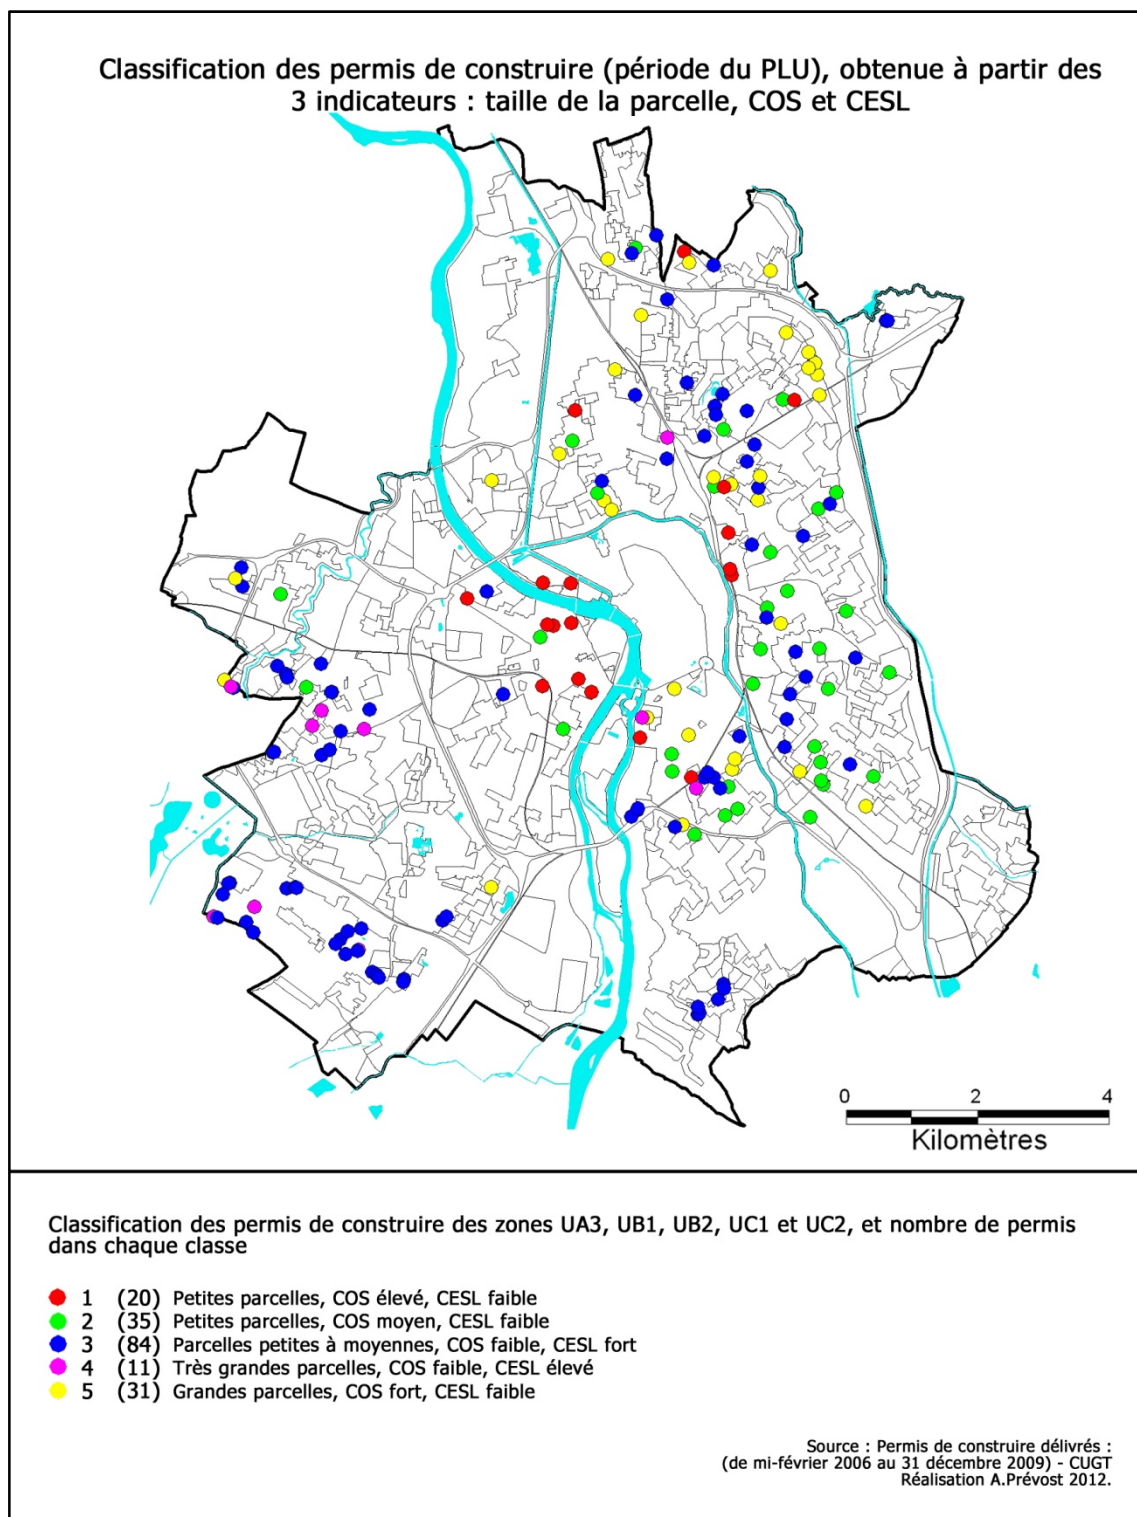 Classification des permis de construire (période du PLU), obtenue à partir des
3 indicateurs : taille de la parcelle, COS et CESL
0 2 4
Kilomètres
Classification des permis de construire des zones UA3, UB1, UB2, UC1 et UC2, et nombre de permis
dans chaque classe
1 (20) Petites parcelles, COS élevé, CESL faible
2 (35) Petites parcelles, COS moyen, CESL faible
3 (84) Parcelles petites à moyennes, COS faible, CESL fort
4 (11) Très grandes parcelles, COS faible, CESL élevé
5 (31) Grandes parcelles, COS fort, CESL faible
Source : Permis de construire délivrés :
(de mi-février 2006 au 31 décembre 2009) - CUGT
Réalisation A.Prévost 2012.